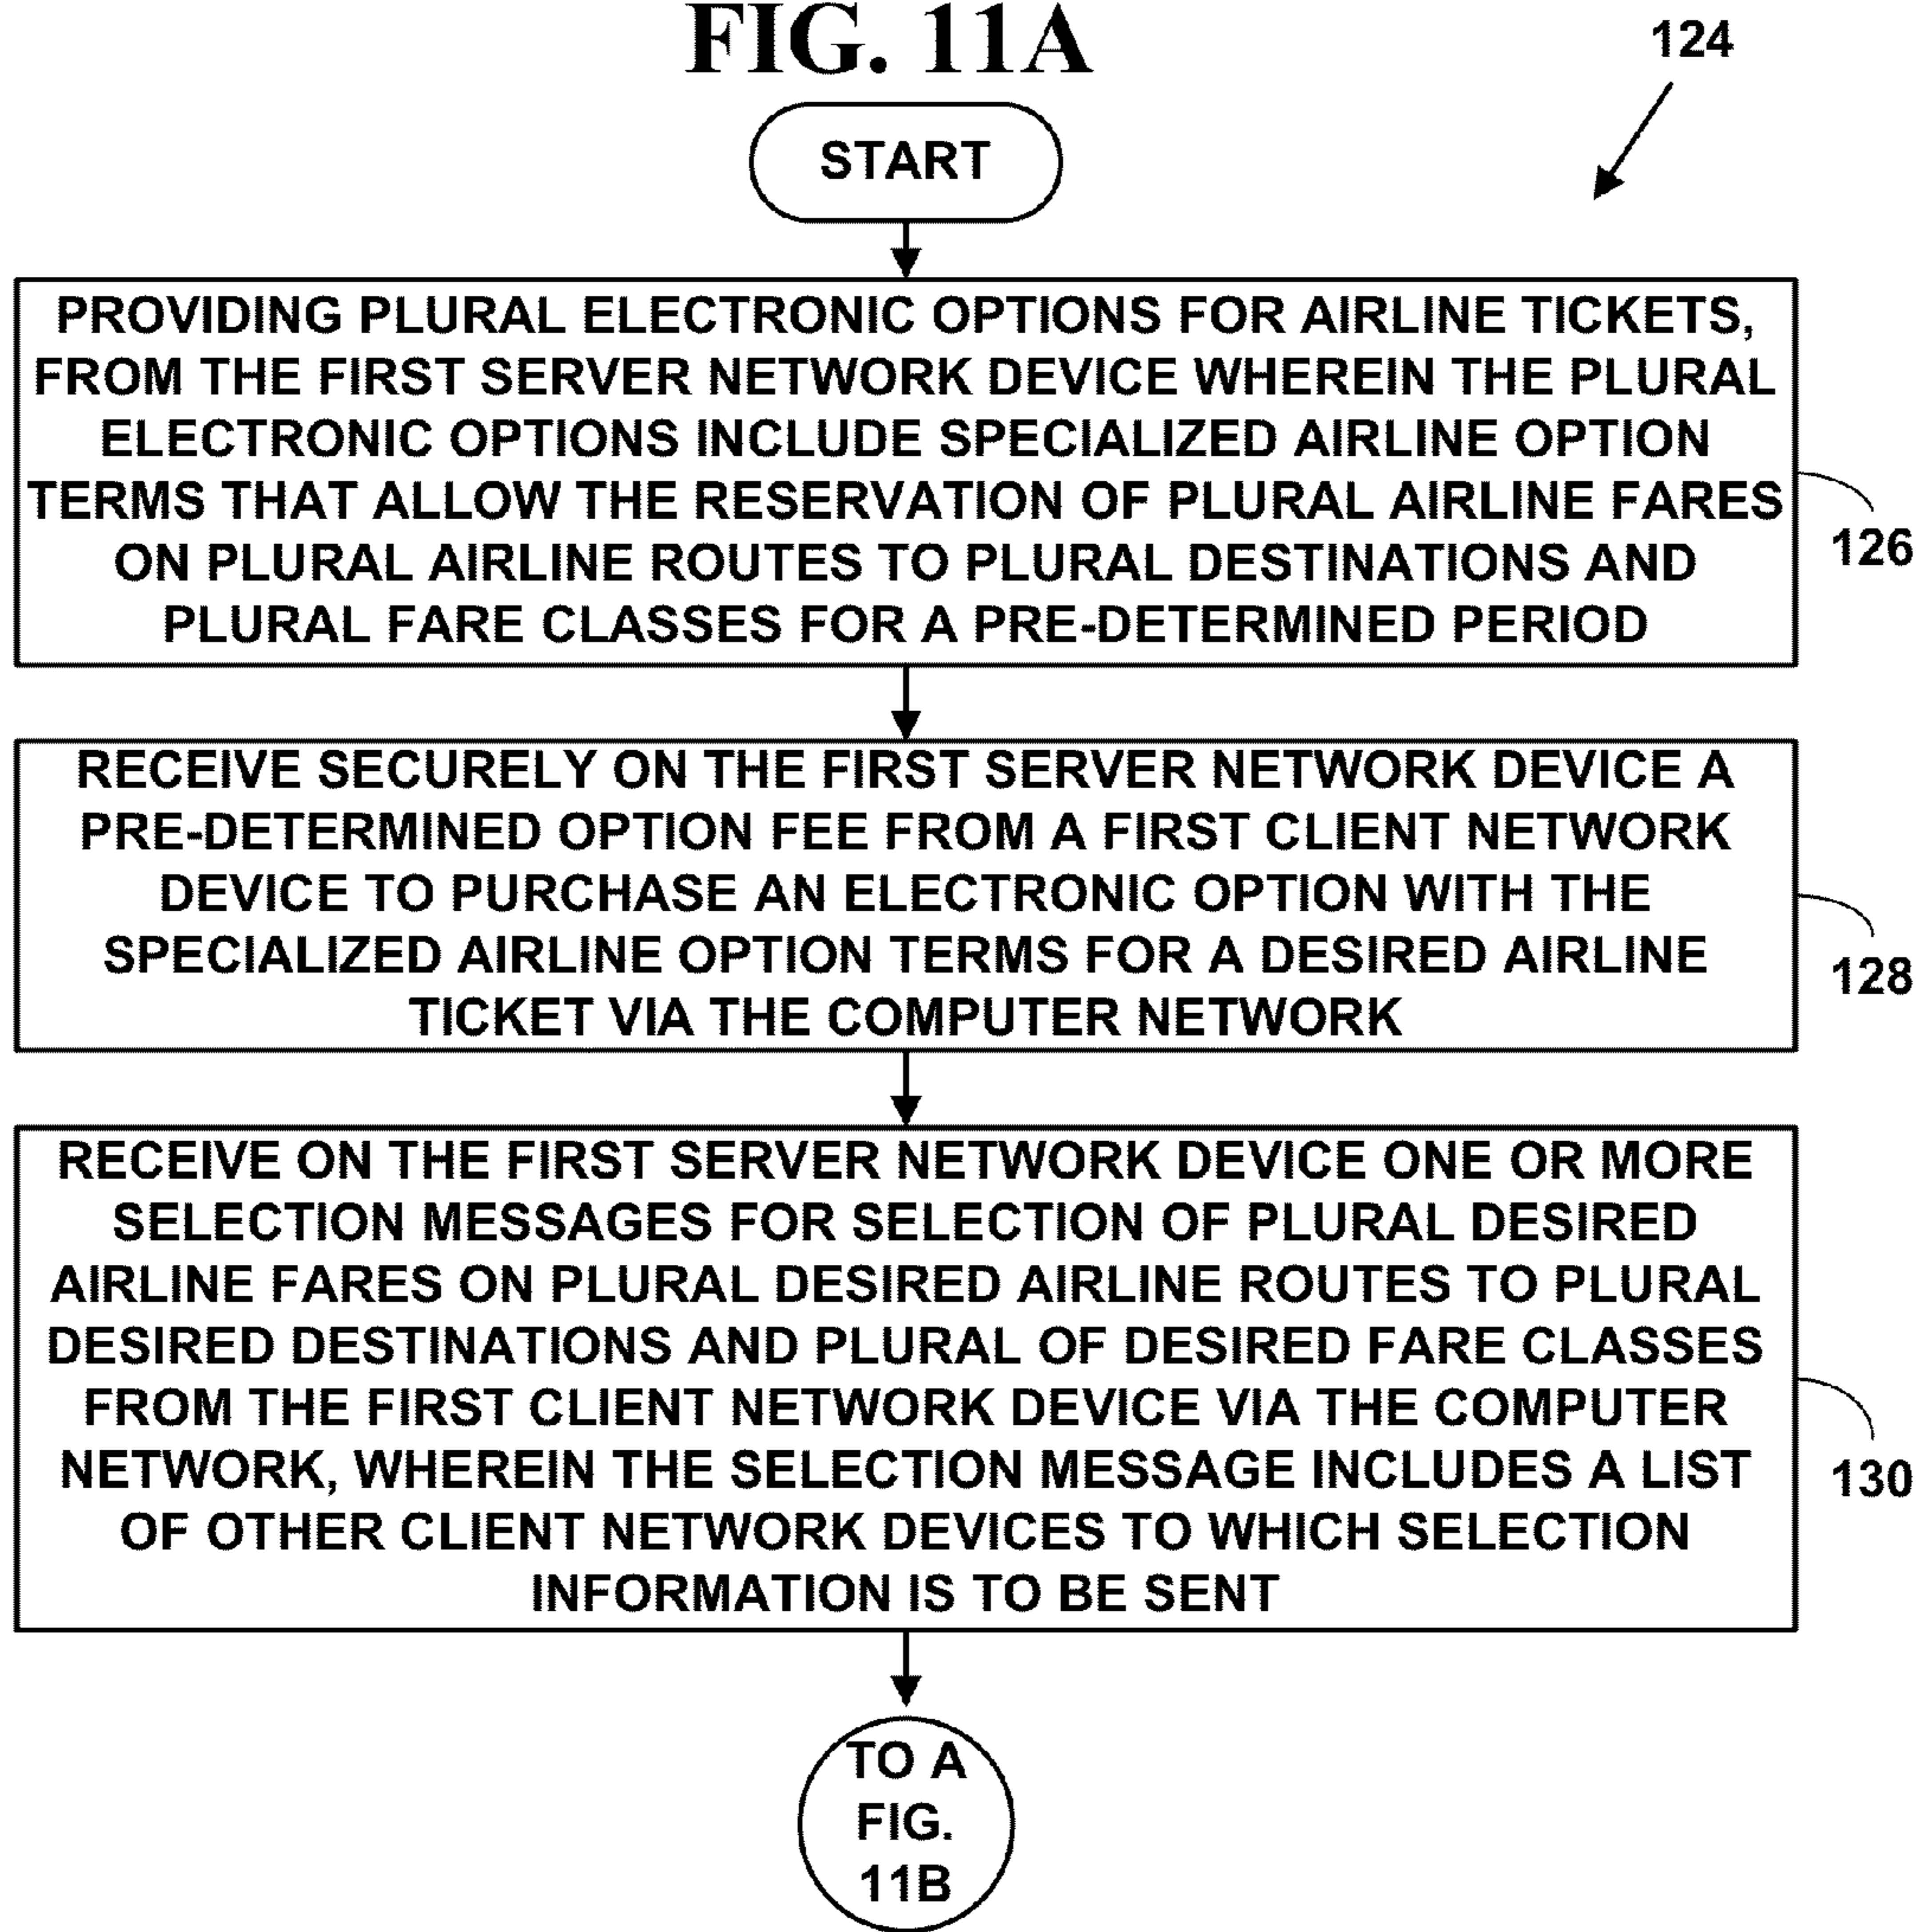 FIG. 11A
124
START
PROVIDING PLURAL ELECTRONIC OPTIONS FOR AIRLINE TICKETS,
FROM THE FIRST SERVER NETWORK DEVICE WHEREIN THE PLURAL
ELECTRONIC OPTIONS INCLUDE SPECIALIZED AIRLINE OPTION
TERMS THAT ALLOW THE RESERVATION OF PLURAL AIRLINE FARES
ON PLURAL AIRLINE ROUTES TO PLURAL DESTINATIONS AND
PLURAL FARE CLASSES FOR A PRE-DETERMINED PERIOD
126
RECEIVE SECURELY ON THE FIRST SERVER NETWORK DEVICE A
PRE-DETERMINED OPTION FEE FROM A FIRST CLIENT NETWORK
DEVICE TO PURCHASE AN ELECTRONIC OPTION WITH THE
SPECIALIZED AIRLINE OPTION TERMS FOR A DESIRED AIRLINE
TICKET VIA THE COMPUTER NETWORK
128
RECEIVE ON THE FIRST SERVER NETWORK DEVICE ONE OR MORE
SELECTION MESSAGES FOR SELECTION OF PLURAL DESIRED
AIRLINE FARES ON PLURAL DESIRED AIRLINE ROUTES TO PLURAL
DESIRED DESTINATIONS AND PLURAL OF DESIRED FARE CLASSES
FROM THE FIRST CLIENT NETWORK DEVICE VIA THE COMPUTER
NETWORK, WHEREIN THE SELECTION MESSAGE INCLUDES A LIST
OF OTHER CLIENT NETWORK DEVICES TO WHICH SELECTION
INFORMATION IS TO BE SENT
130
TO A
FIG.
11B